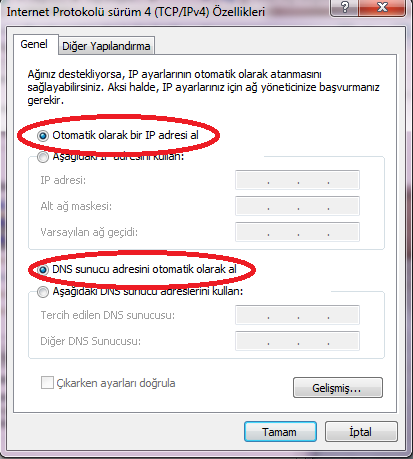 Internet Protokolü sürüm 4 (TCP/IPv4) Özellikleri
Genel
Diğer Yapılandırma
Ağınız destekliyorsa, IP ayarlarının otomatik olarak atanmasını
sağlayabilirsiniz. Aksi halde, IP ayarlarınız için ağ yöneticinize başvurmanız
gerekir.
Otomatik olarak bir IP adresi al
Aşağıdaki IP adresini kullan:
IP adresi:
Alt ağ maskesi:
Varsayılan ağ geçidi:
DNS sunucu adresini otomatik olarak al
Aşağıdaki DNS sunucu adreslerini kullan:
Tercih edilen DNS sunucusu:
Diğer DNS Sunucusu:
Çıkarken ayarları doğrula
Gelişmiş...
Tamam
İptal